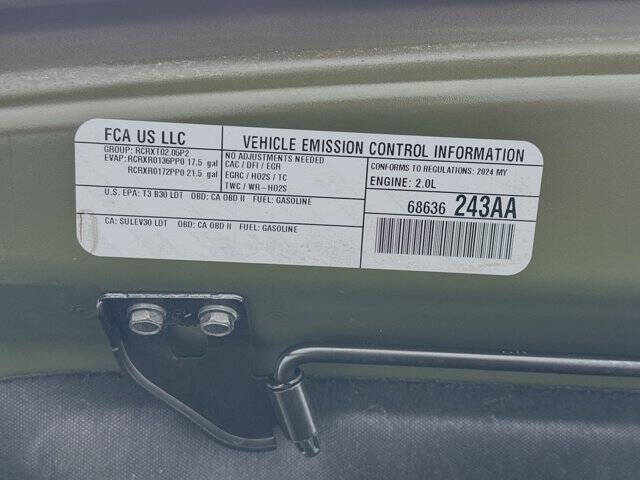 FCA US LLC
GROUP: RCRXT02.05P2
EVAP: RCRXR0136PP0 17.5 gal
RCRXR0172PP0 21.5 gal
VEHICLE EMISSION CONTROL INFORMATION
NO ADJUSTMENTS NEEDED
CAC / DFI / EGR
EGRC / HO2S / TC
TWC / WR-HO2S
CONFORMS TO REGULATIONS: 2024 MY
ENGINE: 2.0L
U.S. EPA: T3 B30 LDT OBD: CA OBD II FUEL: GASOLINE
CA: SULEV30 LDT OBD: CA OBD II FUEL: GASOLINE
68636 243AA